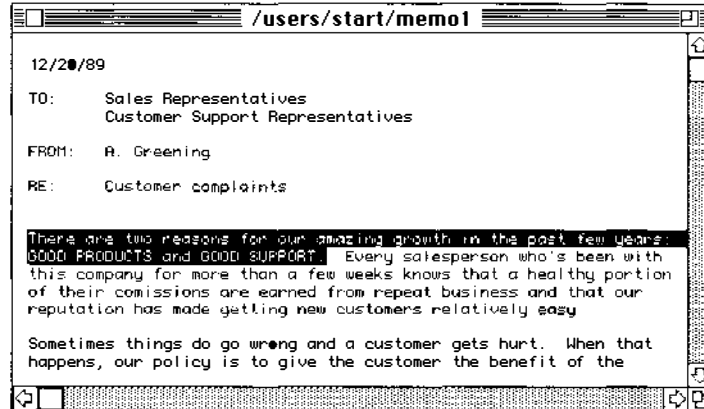 /users/start/memo1
12/20/89
TO: Sales Representatives
Customer Support Representatives
FROM: A. Greening
RE: Customer complaints
There are two reasons for our amazing growth in the past few years:
GOOD PRODUCTS and GOOD SUPPORT. Every salesperson who's been with
this company for more than a few weeks knows that a healthy portion
of their comissions are earned from repeat business and that our
reputation has made getting new customers relatively easy
Sometimes things do go wrong and a customer gets hurt. When that
happens, our policy is to give the customer the benefit of the